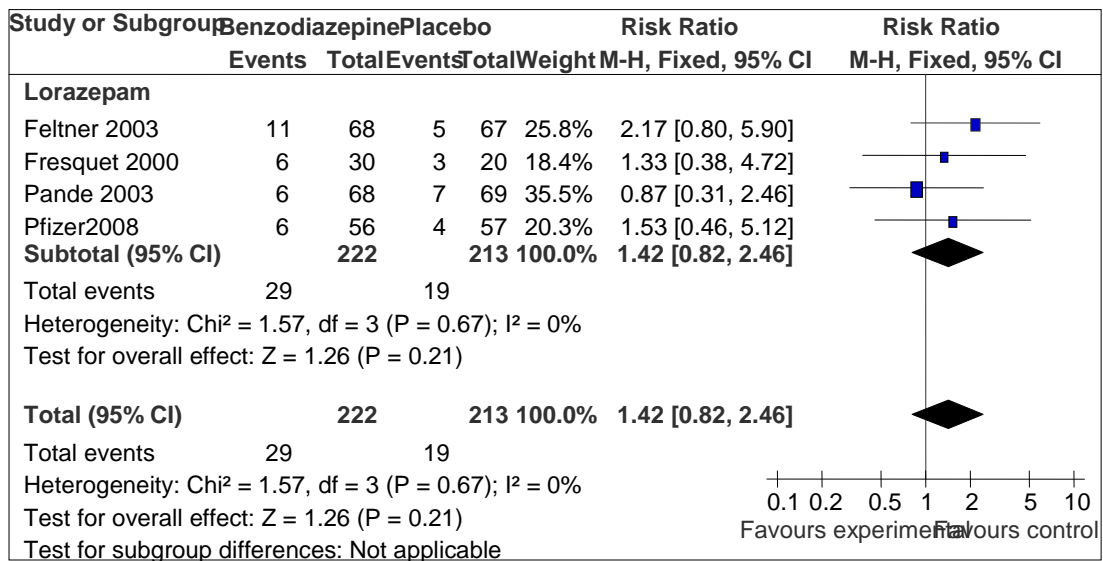 Study or Subgroup Benzodiazepine Placebo Risk Ratio Risk Ratio
Events Total Events Total Weight M-H, Fixed, 95% CI M-H, Fixed, 95% CI
Lorazepam
Feltner 2003 11 68 5 67 25.8% 2.17 [0.80, 5.90]
Fresquet 2000 6 30 3 20 18.4% 1.33 [0.38, 4.72]
Pande 2003 6 68 7 69 35.5% 0.87 [0.31, 2.46]
Pfizer2008 6 56 4 57 20.3% 1.53 [0.46, 5.12]
Subtotal (95% CI) 222 213 100.0% 1.42 [0.82, 2.46]
Total events 29 19
Heterogeneity: Chi² = 1.57, df = 3 (P = 0.67); I² = 0%
Test for overall effect: Z = 1.26 (P = 0.21)
Total (95% CI) 222 213 100.0% 1.42 [0.82, 2.46]
Total events 29 19
Heterogeneity: Chi² = 1.57, df = 3 (P = 0.67); I² = 0%
Test for overall effect: Z = 1.26 (P = 0.21)
Test for subgroup differences: Not applicable
0.1 0.2 0.5 1 2 5 10
Favours experimental Favours control